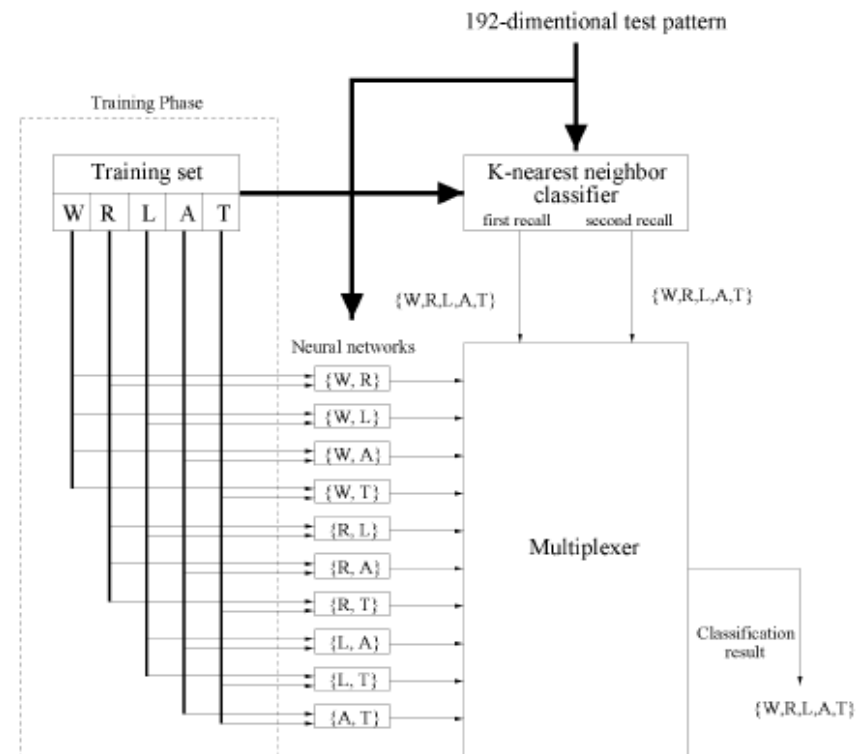 192-dimentional test pattern
Training Phase
Training set
W R L A T
K-nearest neighbor
classifier
first recall second recall
{W,R,L,A,T}
{W,R,L,A,T}
Neural networks
{W, R}
{W, L}
{W, A}
{W, T}
{R, L}
{R, A}
{R, T}
{L, A}
{L, T}
{A, T}
Multiplexer
Classification
result
{W,R,L,A,T}